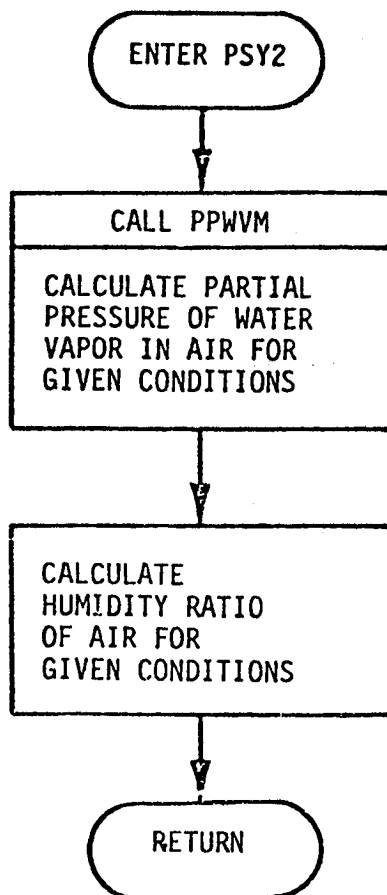 ENTER PSY2
CALL PPWVM
CALCULATE PARTIAL
PRESSURE OF WATER
VAPOR IN AIR FOR
GIVEN CONDITIONS
CALCULATE
HUMIDITY RATIO
OF AIR FOR
GIVEN CONDITIONS
RETURN